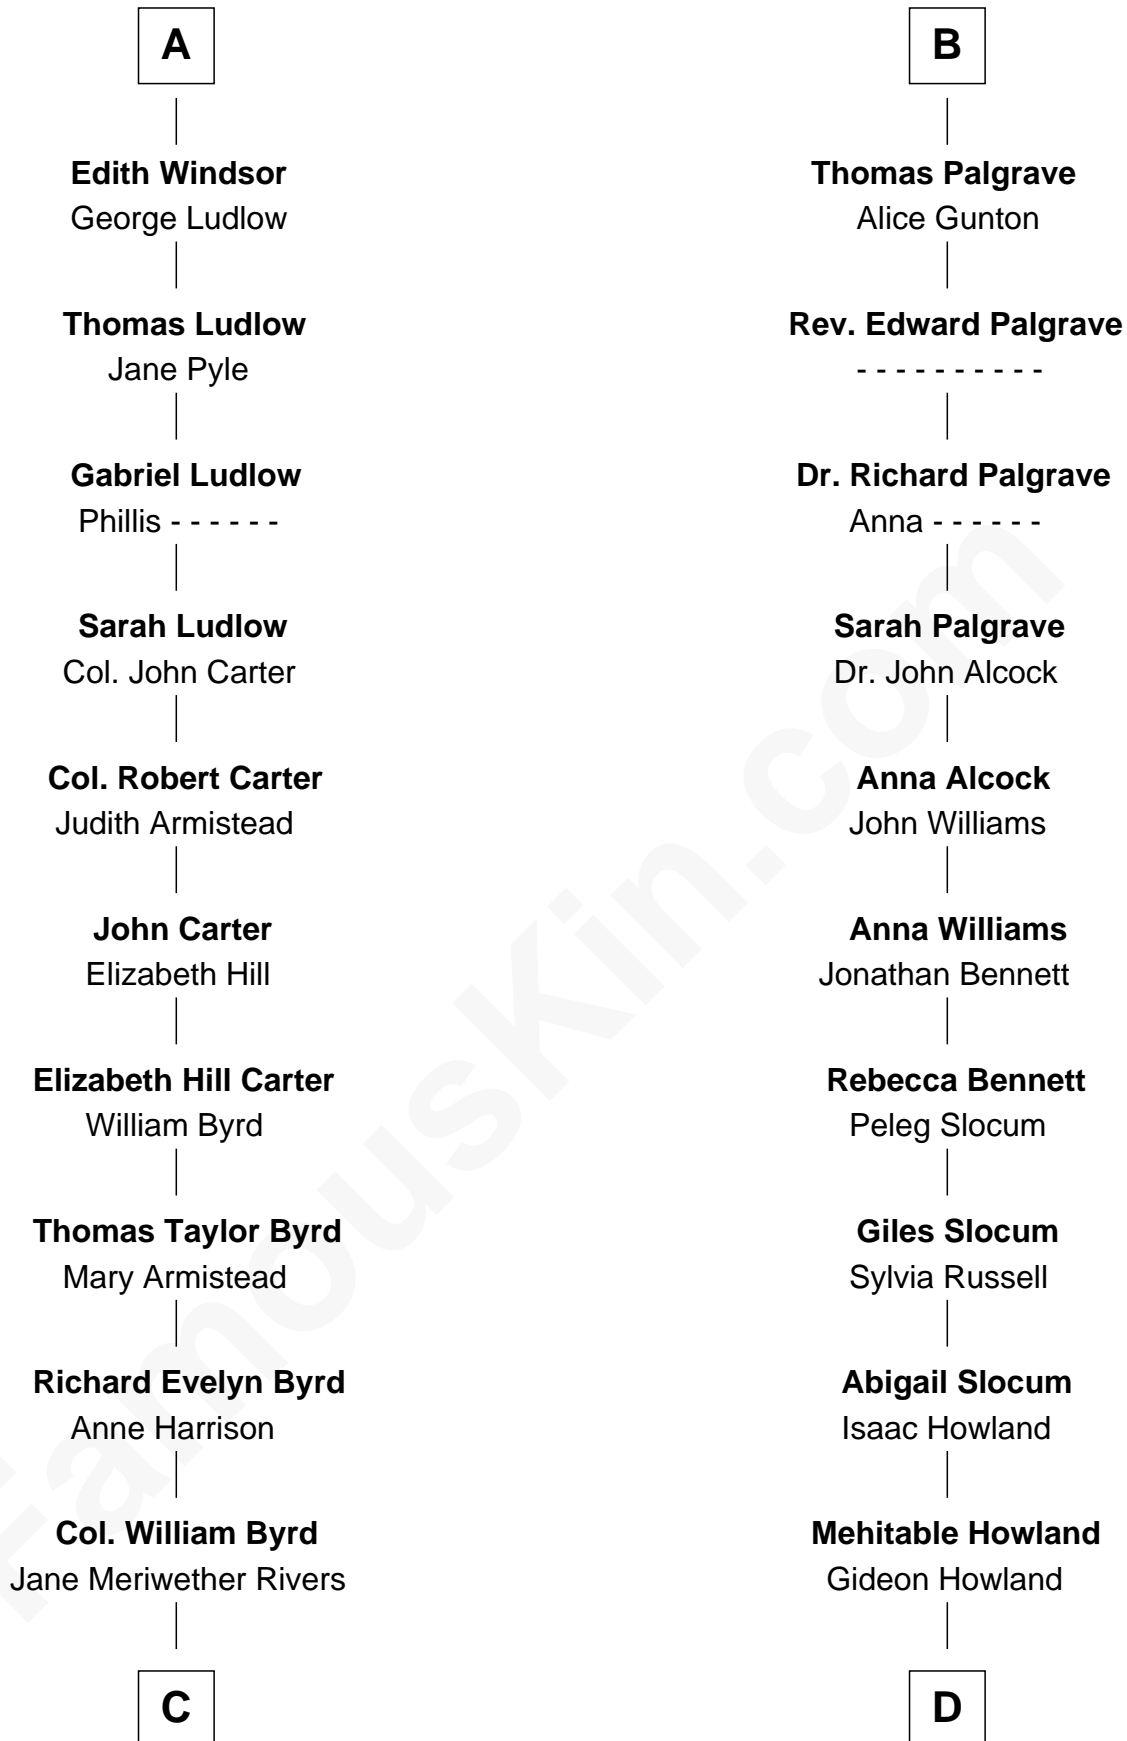 A
Edith Windsor
George Ludlow
Thomas Ludlow
Jane Pyle
Gabriel Ludlow
Phillis - - - - - -
Sarah Ludlow
Col. John Carter
Col. Robert Carter
Judith Armistead
John Carter
Elizabeth Hill
Elizabeth Hill Carter
William Byrd
Thomas Taylor Byrd
Mary Armistead
Richard Evelyn Byrd
Anne Harrison
Col. William Byrd
Jane Meriwether Rivers
C
B
Thomas Palgrave
Alice Gunton
Rev. Edward Palgrave
- - - - - - - - - -
Dr. Richard Palgrave
Anna - - - - - -
Sarah Palgrave
Dr. John Alcock
Anna Alcock
John Williams
Anna Williams
Jonathan Bennett
Rebecca Bennett
Peleg Slocum
Giles Slocum
Sylvia Russell
Abigail Slocum
Isaac Howland
Mehitable Howland
Gideon Howland
D
FamousKin.com